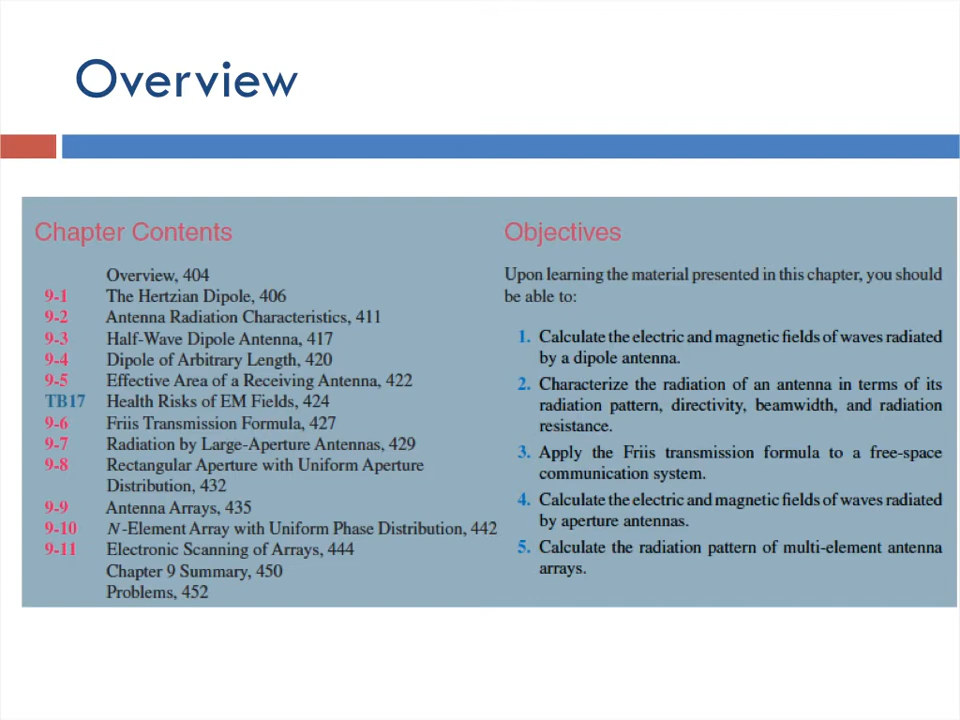 Overview
Chapter Contents
Overview, 404
9-1 The Hertzian Dipole, 406
9-2 Antenna Radiation Characteristics, 411
9-3 Half-Wave Dipole Antenna, 417
9-4 Dipole of Arbitrary Length, 420
9-5 Effective Area of a Receiving Antenna, 422
TB17 Health Risks of EM Fields, 424
9-6 Friis Transmission Formula, 427
9-7 Radiation by Large-Aperture Antennas, 429
9-8 Rectangular Aperture with Uniform Aperture
Distribution, 432
9-9 Antenna Arrays, 435
9-10 N-Element Array with Uniform Phase Distribution, 442
9-11 Electronic Scanning of Arrays, 444
Chapter 9 Summary, 450
Problems, 452
Objectives
Upon learning the material presented in this chapter, you should
be able to:
1. Calculate the electric and magnetic fields of waves radiated
by a dipole antenna.
2. Characterize the radiation of an antenna in terms of its
radiation pattern, directivity, beamwidth, and radiation
resistance.
3. Apply the Friis transmission formula to a free-space
communication system.
4. Calculate the electric and magnetic fields of waves radiated
by aperture antennas.
5. Calculate the radiation pattern of multi-element antenna
arrays.